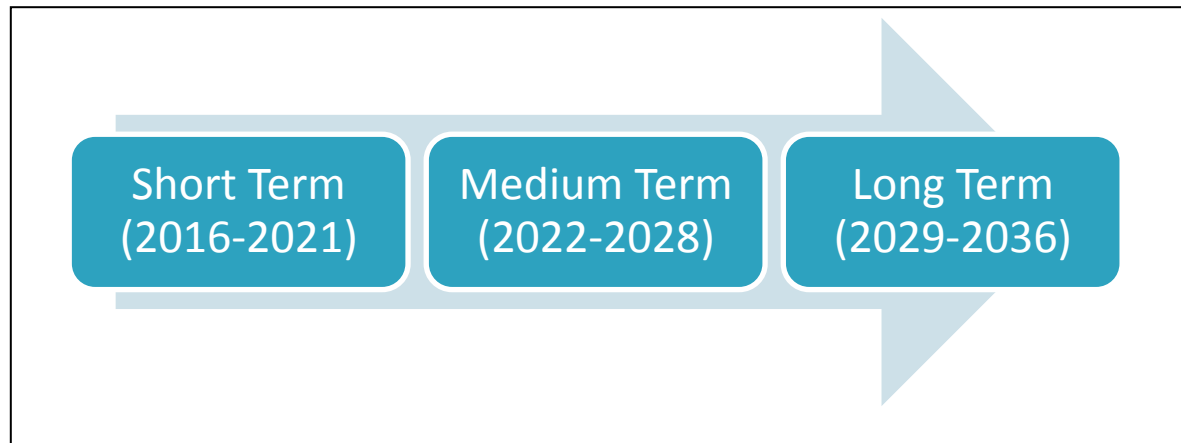 Short Term
(2016-2021)
Medium Term
(2022-2028)
Long Term
(2029-2036)